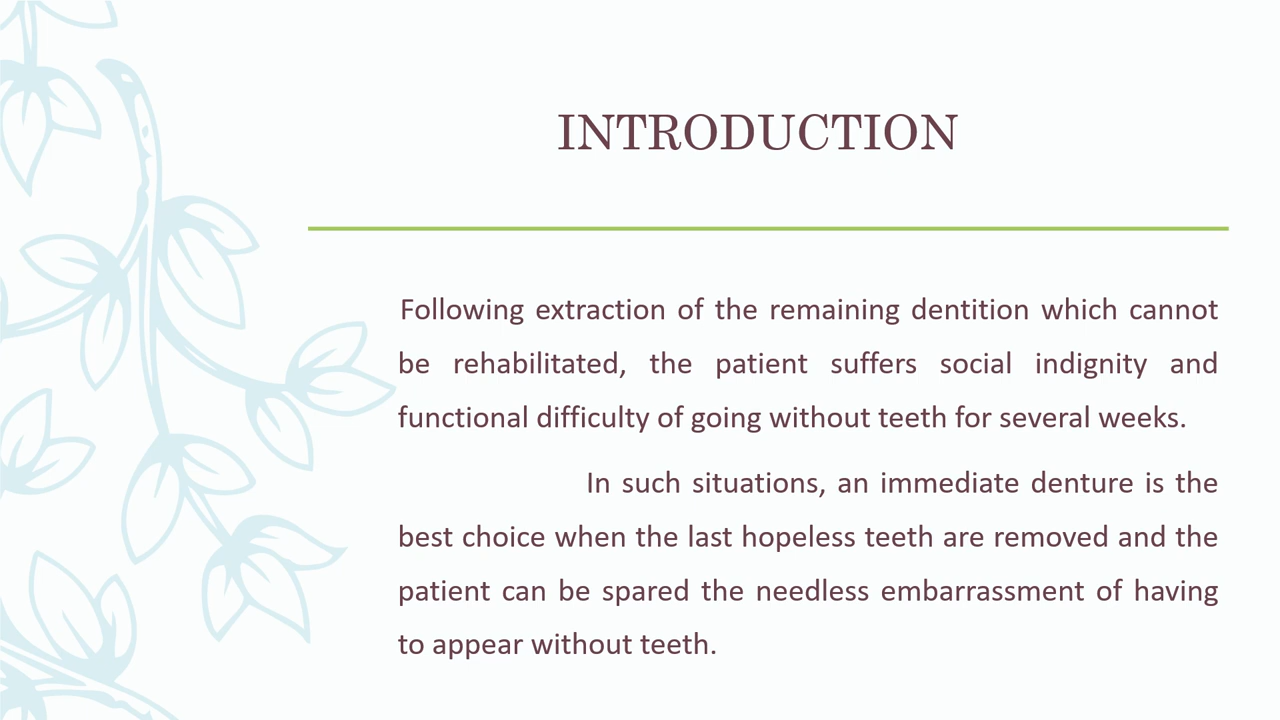 INTRODUCTION
Following extraction of the remaining dentition which cannot
be rehabilitated, the patient suffers social indignity and
functional difficulty of going without teeth for several weeks.
In such situations, an immediate denture is the
best choice when the last hopeless teeth are removed and the
patient can be spared the needless embarrassment of having
to appear without teeth.